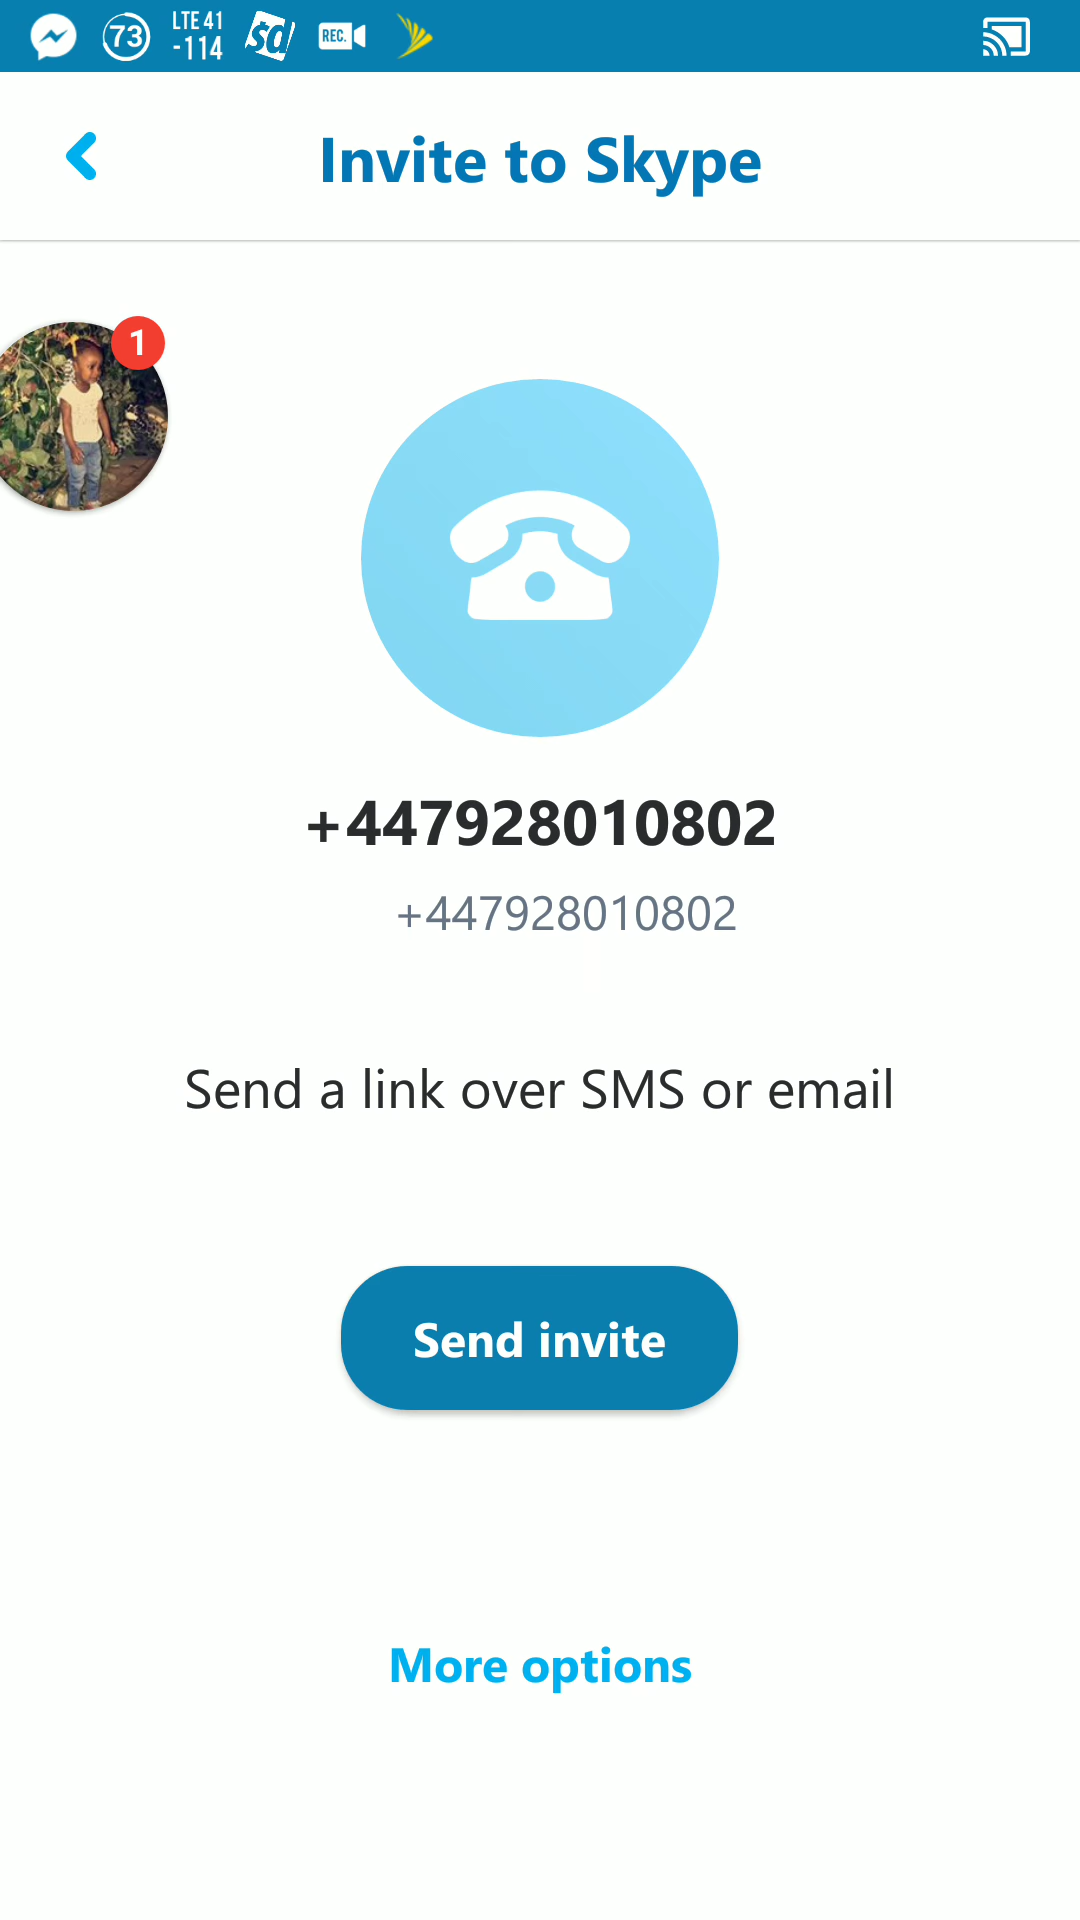 73
LTE 41
-114
$d
REC.
Invite to Skype
1
+447928010802
+447928010802
Send a link over SMS or email
Send invite
More options